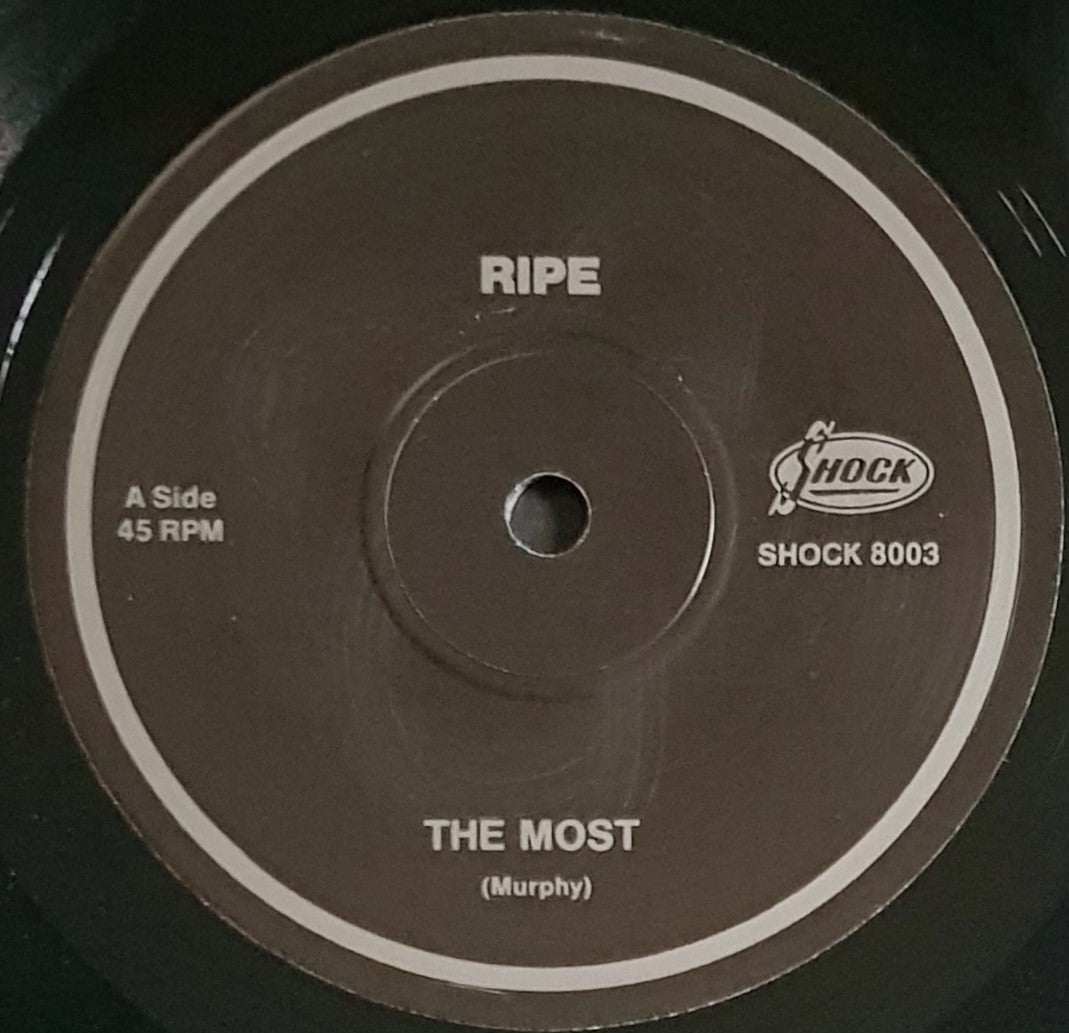 RIPE
A Side
45 RPM
SHOCK
SHOCK 8003
THE MOST
(Murphy)